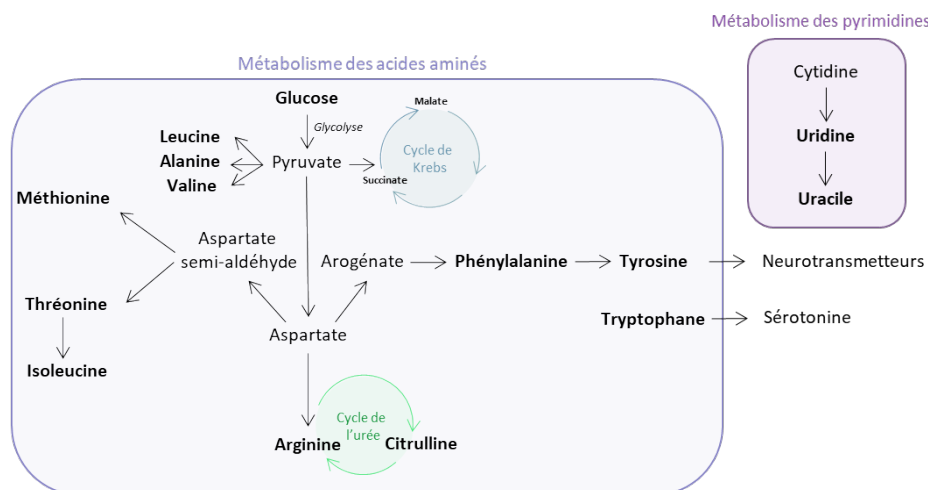 Métabolisme des pyrimidines
Métabolisme des acides aminés
Cytidine
Uridine
Uracile
Glucose
Glycolyse
Malate
Leucine
Alanine
Valine
Pyruvate
Cycle de
Krebs
Succinate
Méthionine
Aspartate
semi-aldéhyde
Arogénate
Phénylalanine
Tyrosine
Neurotransmetteurs
Thréonine
Aspartate
Tryptophane
Sérotonine
Isoleucine
Cycle de
l'urée
Arginine
Citrulline